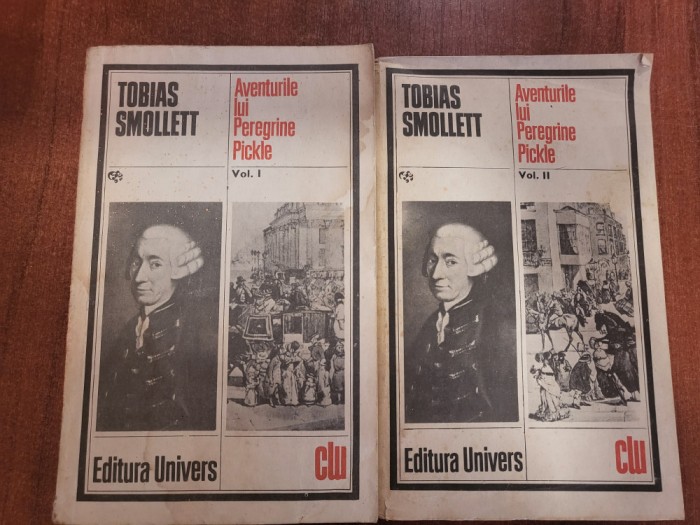 TOBIAS
SMOLLETT
Aventurile
lui
Peregrine
Pickle
Vol. I
Editura Univers
clu
TOBIAS
SMOLLETT
Aventurile
lui
Peregrine
Pickle
Vol. II
Editura Univers
clu